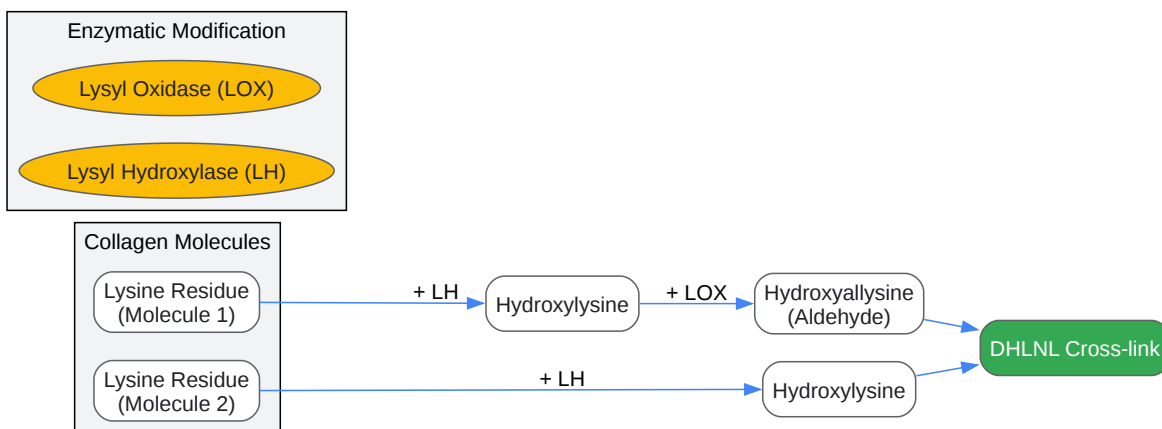 Enzymatic Modification
Lysyl Oxidase (LOX)
Lysyl Hydroxylase (LH)
Collagen Molecules
Lysine Residue
(Molecule 1)
+ LH
Hydroxylysine
+ LOX
Hydroxyallysine
(Aldehyde)
DHLNL Cross-link
Lysine Residue
(Molecule 2)
+ LH
Hydroxylysine